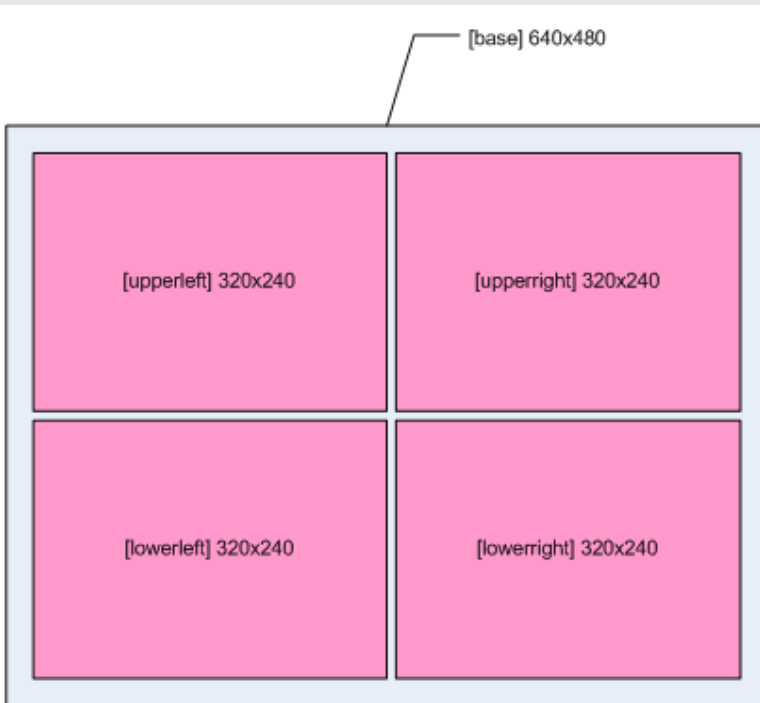 [base] 640x480
[upperleft] 320x240
[upperright] 320x240
[lowerleft] 320x240
[lowerright] 320x240